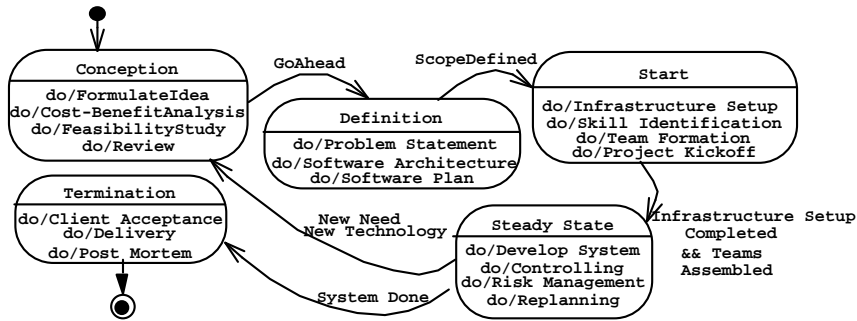 Conception
do/FormulateIdea
do/Cost-BenefitAnalysis
do/FeasibilityStudy
do/Review
GoAhead
Definition
do/Problem Statement
do/Software Architecture
do/Software Plan
ScopeDefined
Start
do/Infrastructure Setup
do/Skill Identification
do/Team Formation
do/Project Kickoff
Infrastructure Setup
Completed
&& Teams
Assembled
Steady State
do/Develop System
do/Controlling
do/Risk Management
do/Replanning
New Need
New Technology
System Done
Termination
do/Client Acceptance
do/Delivery
do/Post Mortem